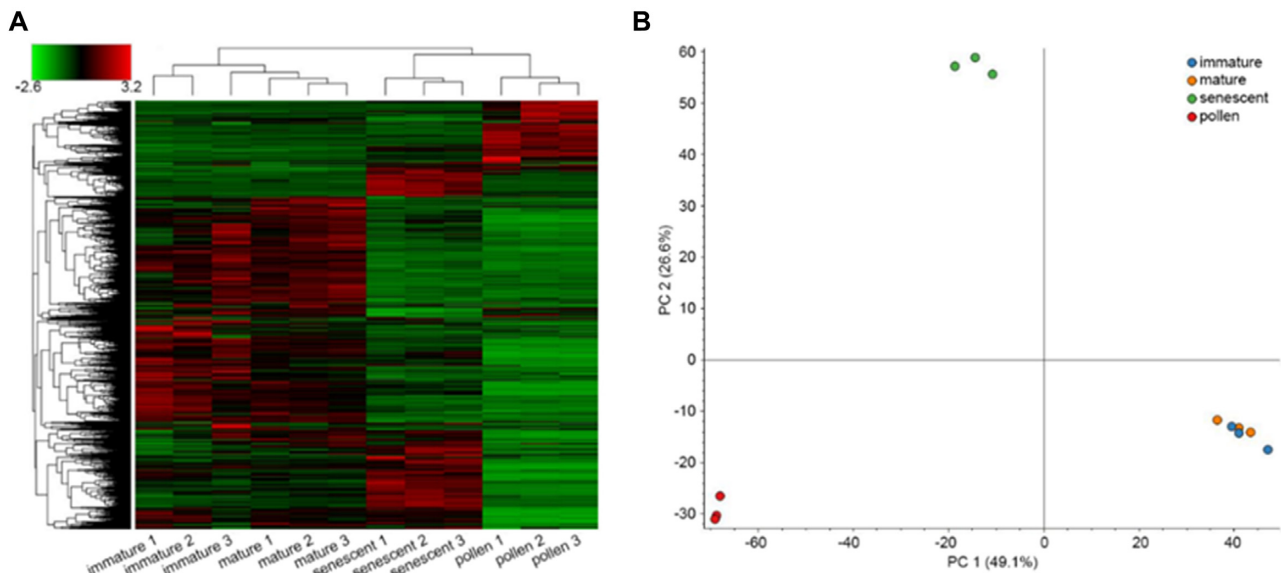 A
-2.6 3.2
immature 1
immature 2
immature 3
mature 1
mature 2
mature 3
senescent 1
senescent 2
senescent 3
pollen 1
pollen 2
pollen 3
B
60
50
40
30
20
10
0
-10
-20
-30
PC 2 (26.6%)
immature
mature
senescent
pollen
-60 -40 -20 0 20 40
PC 1 (49.1%)